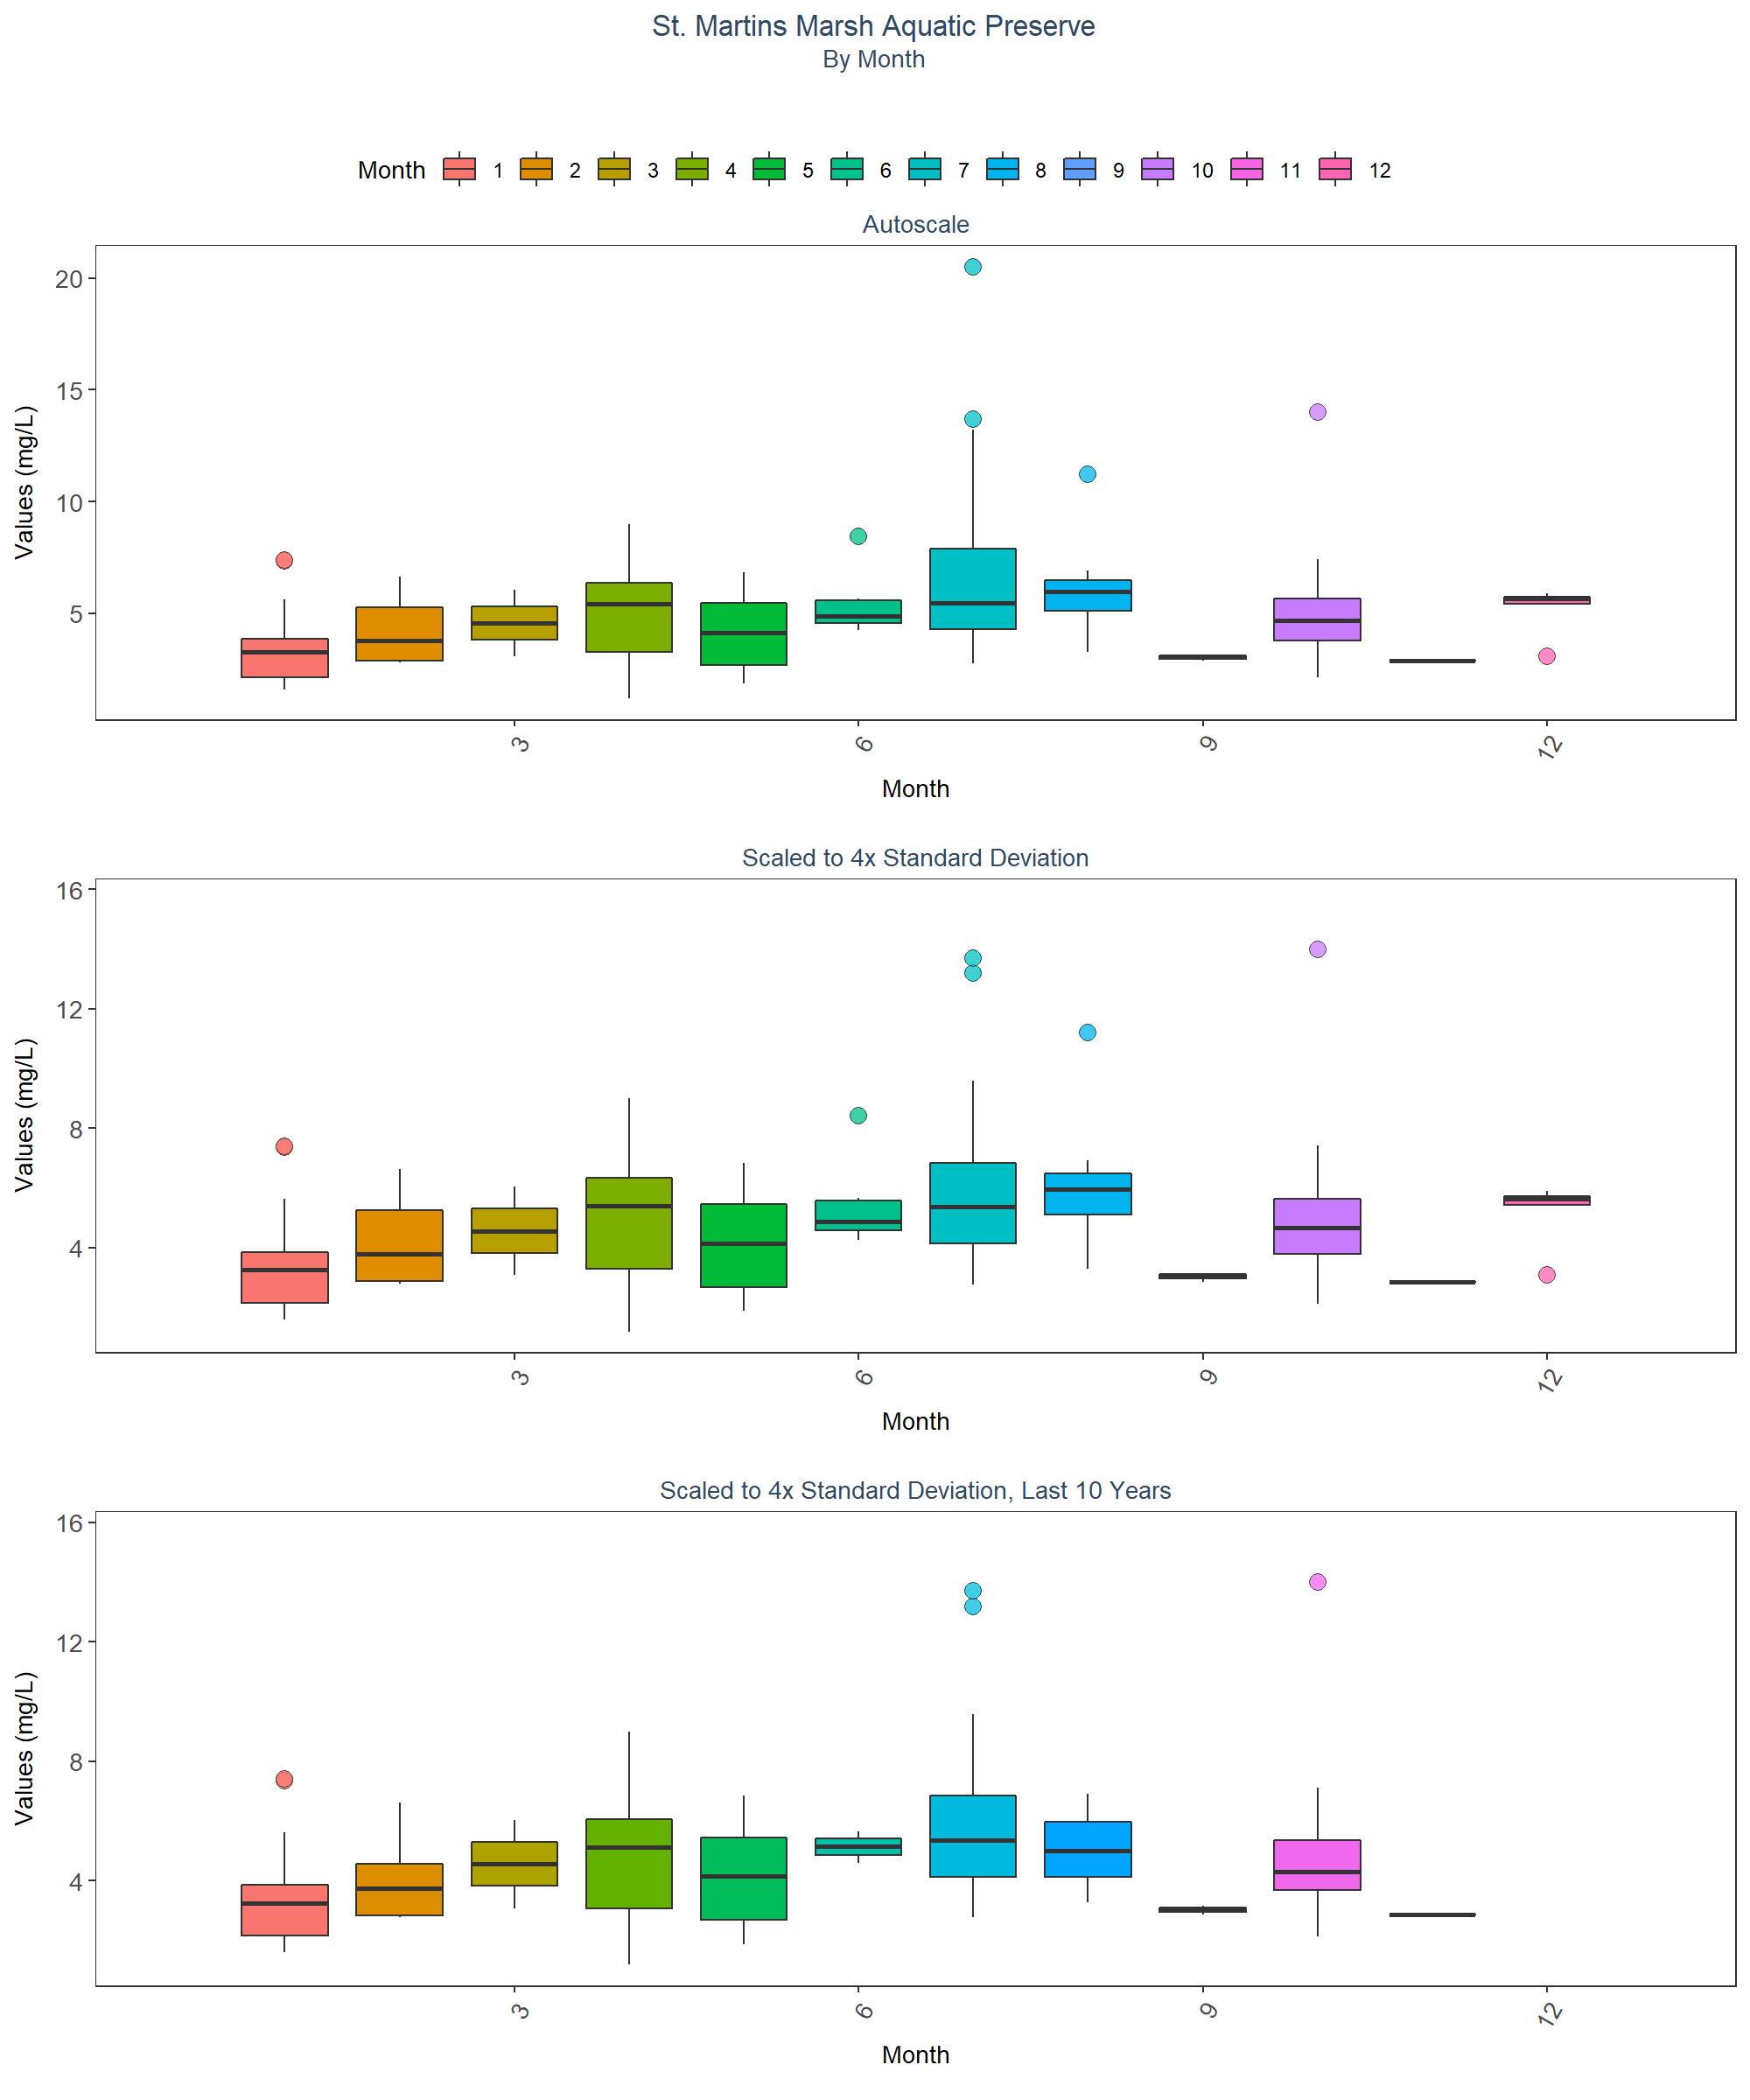 St. Martins Marsh Aquatic Preserve
By Month
Month 1 2 3 4 5 6 7 8 9 10 11 12
Autoscale
Values (mg/L)
20
15
10
5
3 6 9 12
Month
Scaled to 4x Standard Deviation
Values (mg/L)
16
12
8
4
3 6 9 12
Month
Scaled to 4x Standard Deviation, Last 10 Years
Values (mg/L)
16
12
8
4
3 6 9 12
Month